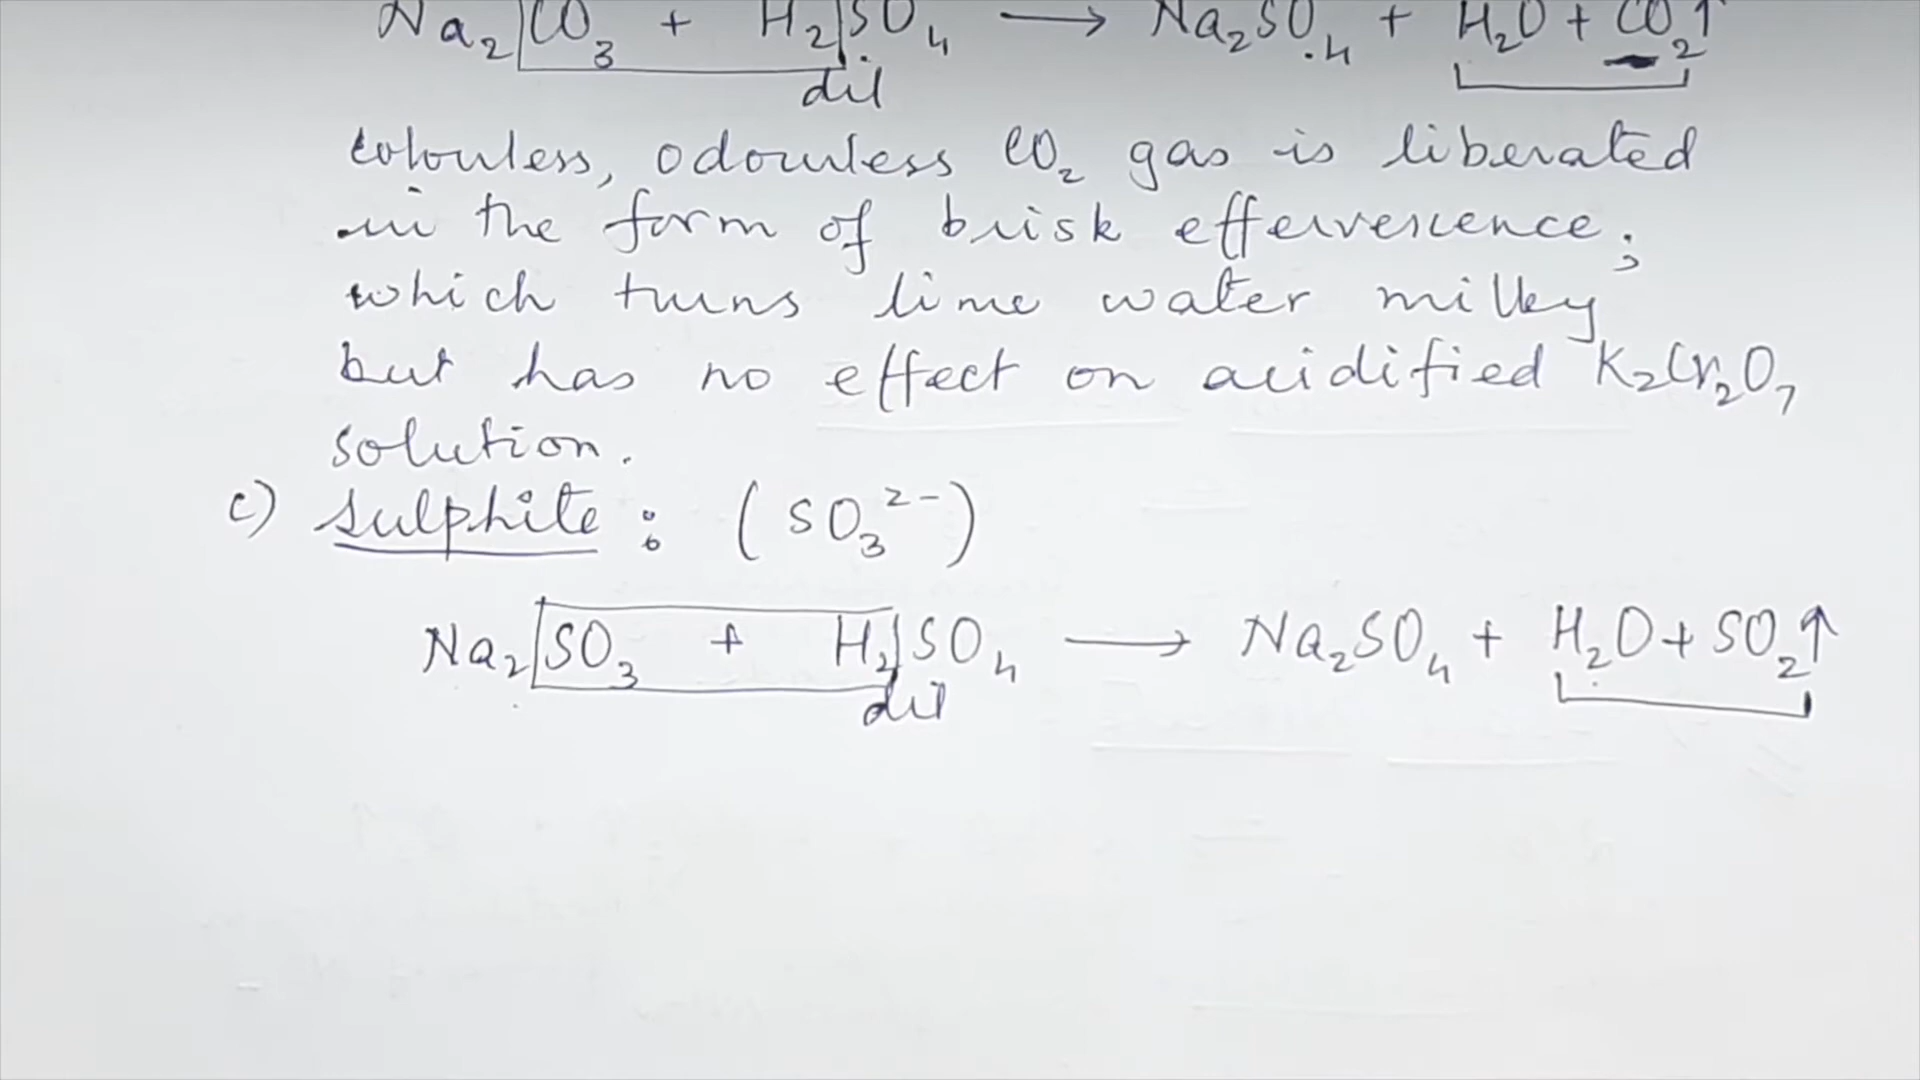 Na₂CO₃ + H₂SO₄ → Na₂SO₄ + H₂O + CO₂↑
dil
colourless, odourless CO₂ gas is liberated
in the form of brisk effervescence;
which turns lime water milky
but has no effect on acidified K₂Cr₂O₇
solution.
c) sulphite : (SO₃²⁻)
Na₂SO₃ + H₂SO₄ → Na₂SO₄ + H₂O + SO₂↑
dil